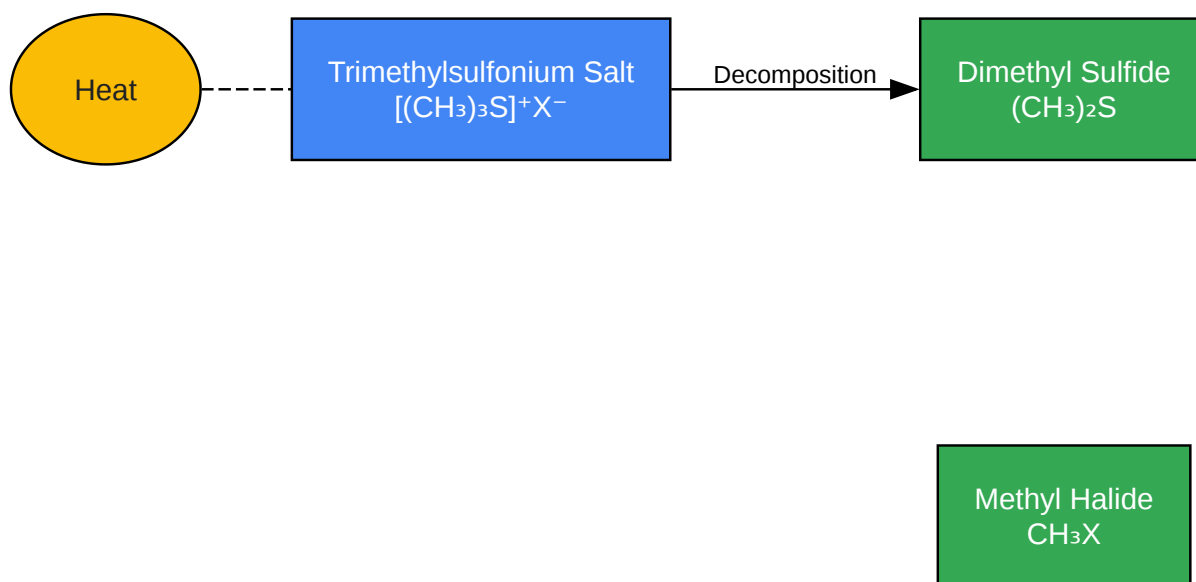 Heat
Trimethylsulfonium Salt
[(CH₃)₃S]⁺X⁻
Decomposition
Dimethyl Sulfide
(CH₃)₂S
Methyl Halide
CH₃X